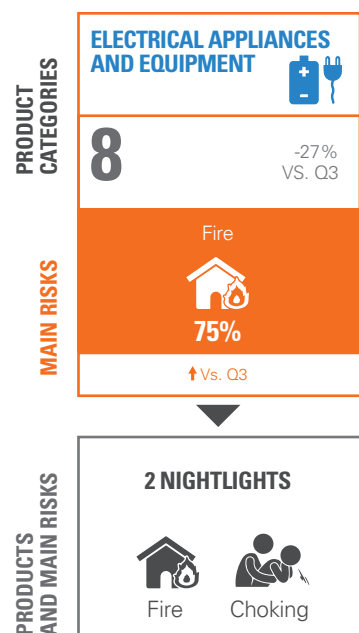 PRODUCT
CATEGORIES
ELECTRICAL APPLIANCES
AND EQUIPMENT
8
-27%
VS. Q3
MAIN RISKS
Fire
75%
Vs. Q3
PRODUCTS
AND MAIN RISKS
2 NIGHTLIGHTS
Fire
Choking